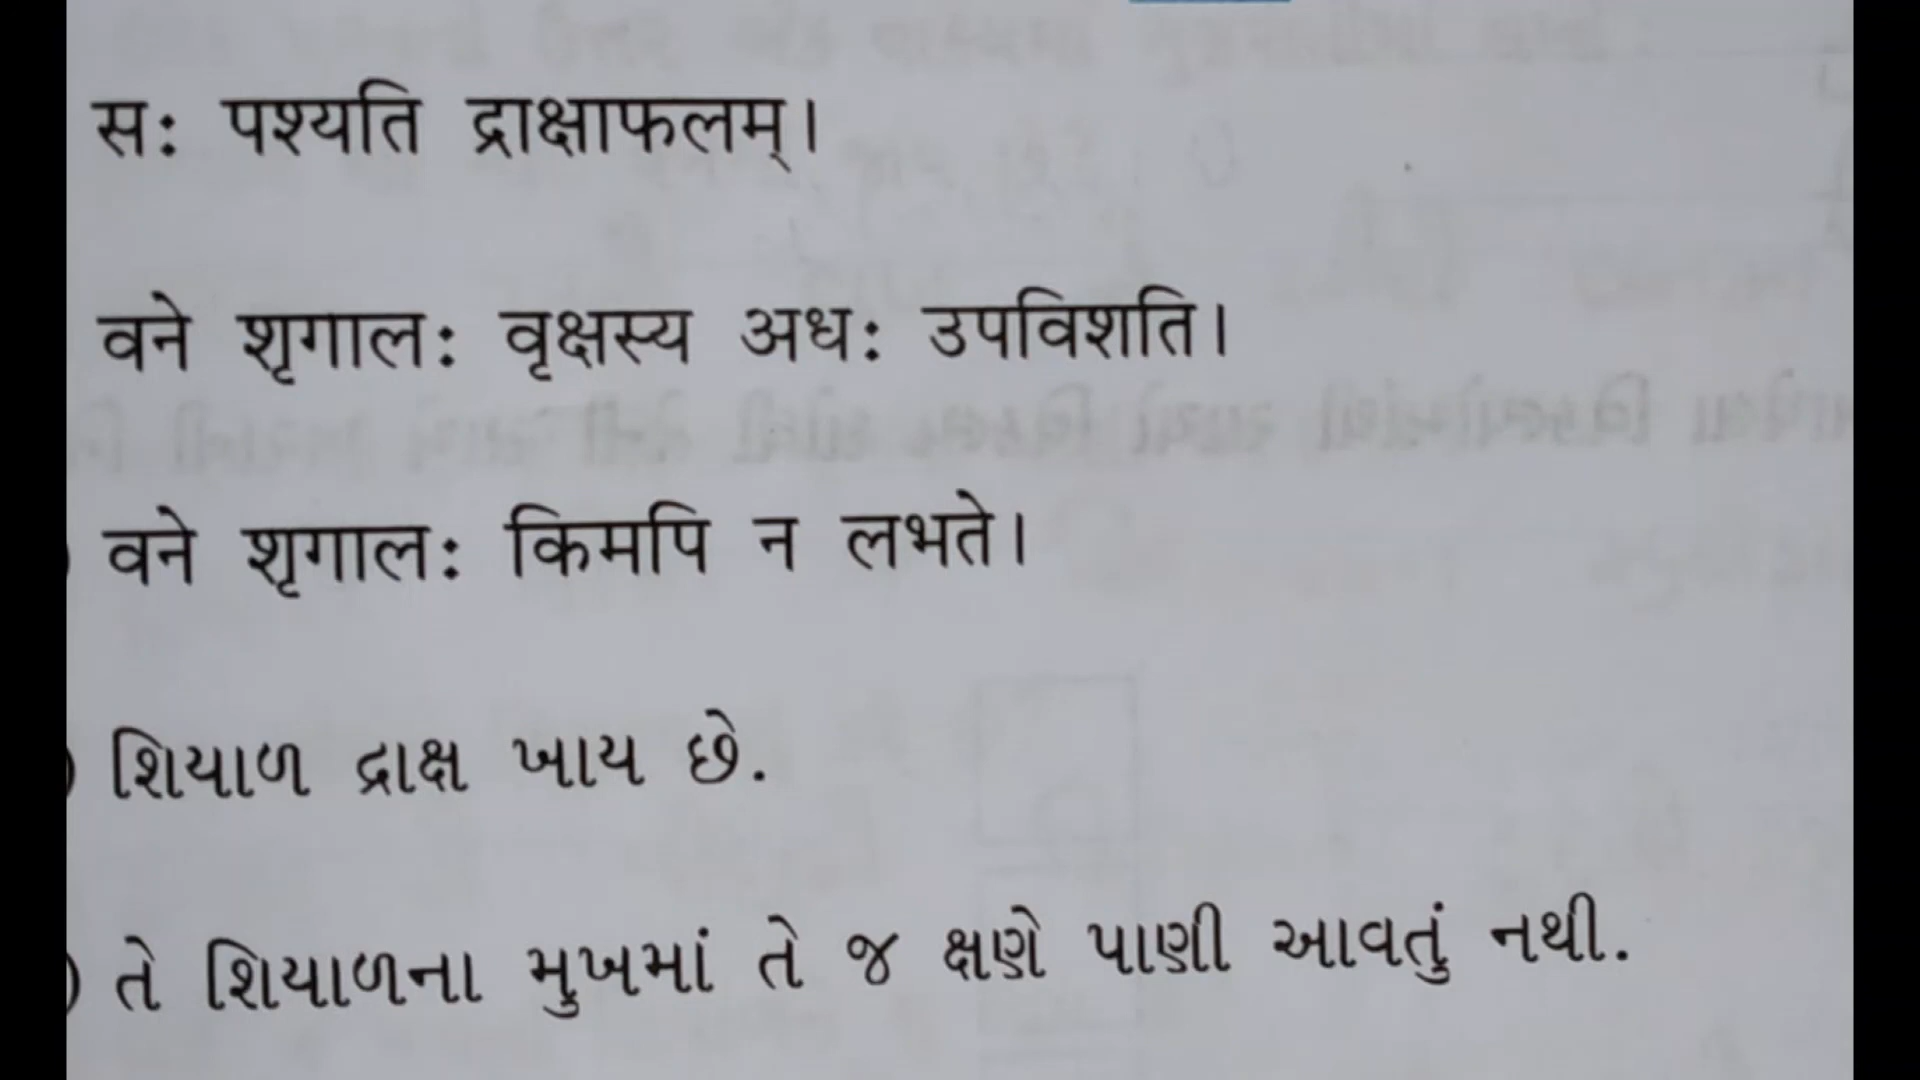 सः पश्यति द्राक्षाफलम्।
वने शृगालः वृक्षस्य अधः उपविशति।
) वने शृगालः किमपि न लभते।
) શિયાળ દ્રાક્ષ ખાય છે.
) તે શિયાળના મુખમાં તે જ ક્ષણે પાણી આવતું નથી.